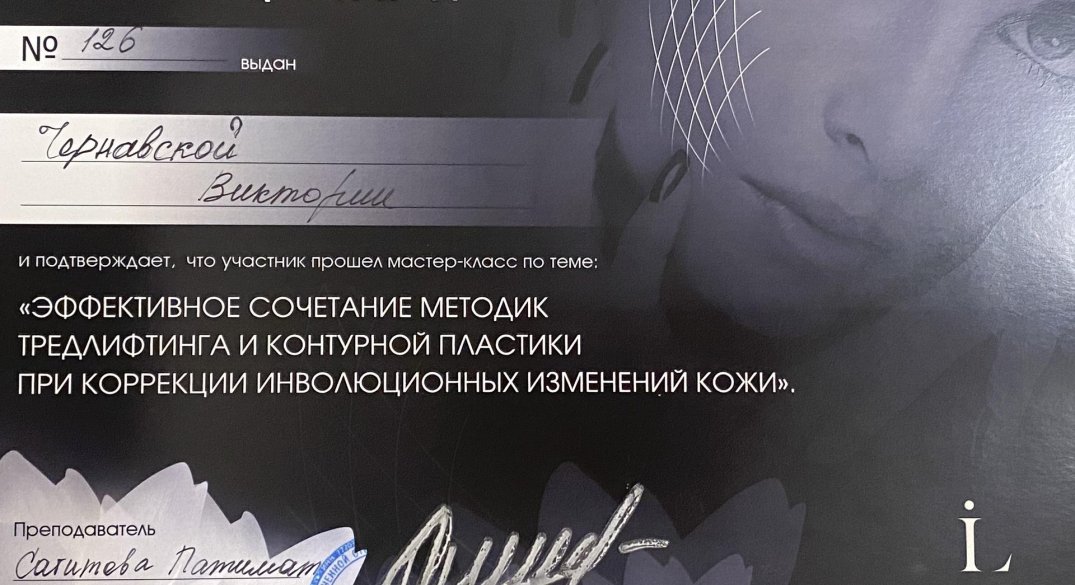 № 126 выдан
Чернавской
Виктории
и подтверждает, что участник прошел мастер-класс по теме:
«ЭФФЕКТИВНОЕ СОЧЕТАНИЕ МЕТОДИК
ТРЕДЛИФТИНГА И КОНТУРНОЙ ПЛАСТИКИ
ПРИ КОРРЕКЦИИ ИНВОЛЮЦИОННЫХ ИЗМЕНЕНИЙ КОЖИ».
Преподаватель
Сагитова Патимат
iL